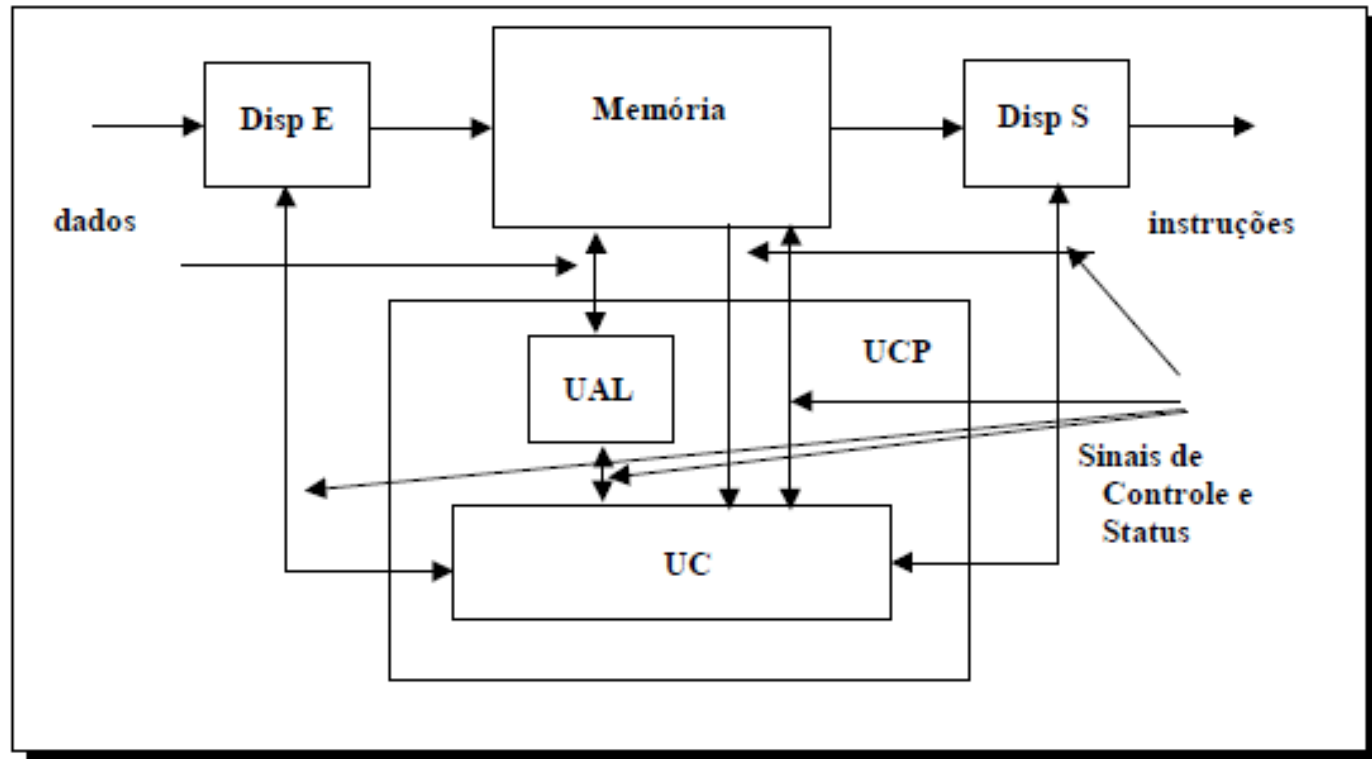 Disp E
Memória
Disp S
dados
instruções
UCP
UAL
Sinais de
Controle e
Status
UC